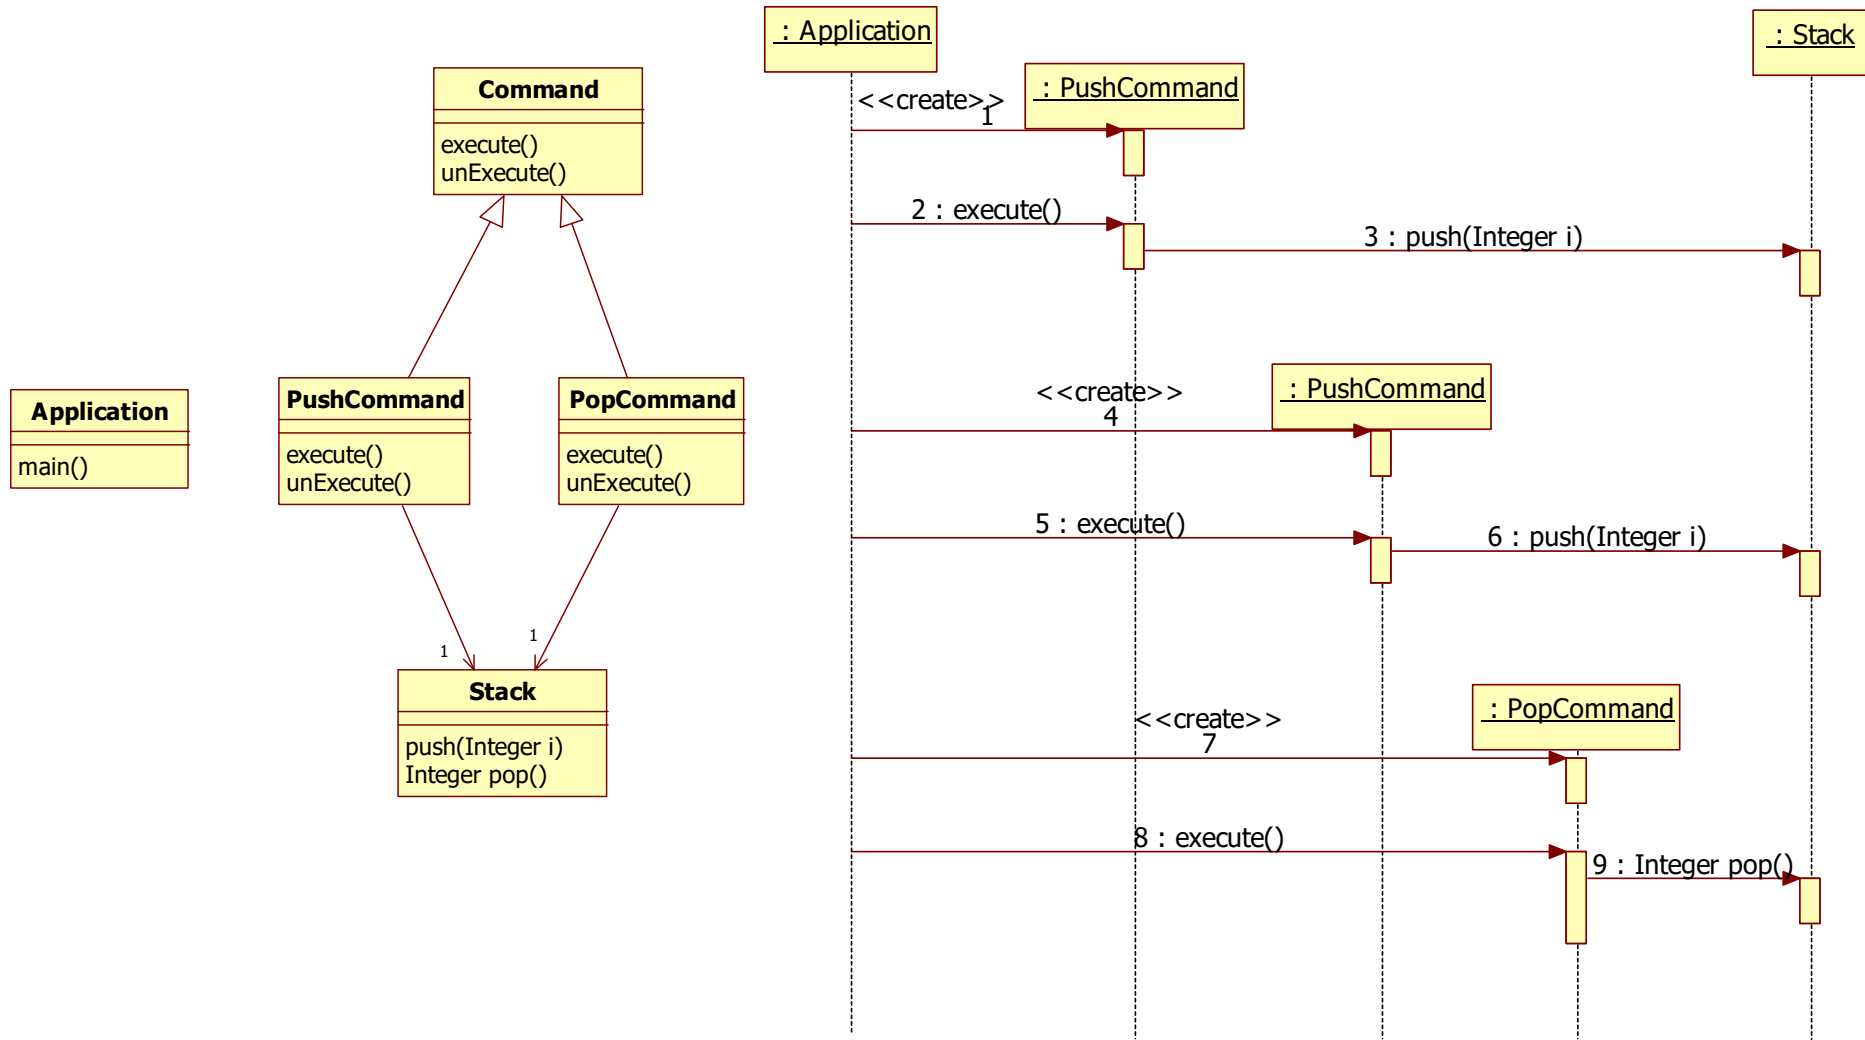 Command
execute()
unExecute()
Application
main()
PushCommand
execute()
unExecute()
PopCommand
execute()
unExecute()
1
1
Stack
push(Integer i)
Integer pop()
: Application
: PushCommand
: Stack
<<create>>
1
2 : execute()
3 : push(Integer i)
: PushCommand
<<create>>
4
5 : execute()
6 : push(Integer i)
: PopCommand
<<create>>
7
8 : execute()
9 : Integer pop()